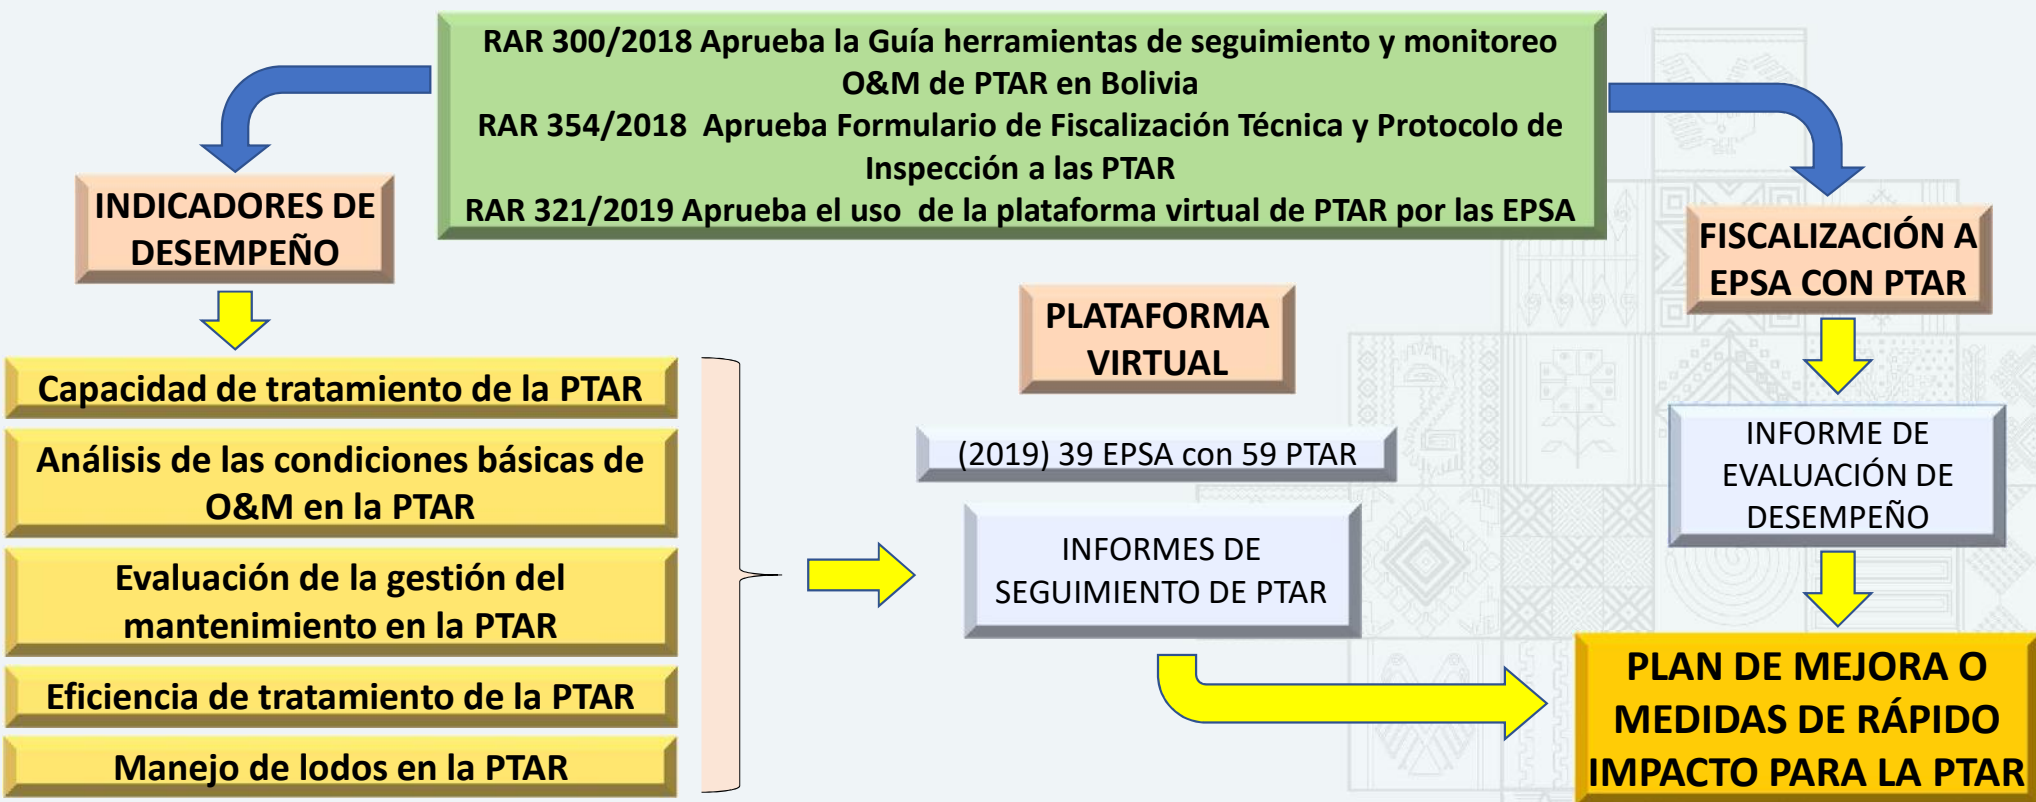 RAR 300/2018 Aprueba la Guía herramientas de seguimiento y monitoreo
O&M de PTAR en Bolivia
RAR 354/2018 Aprueba Formulario de Fiscalización Técnica y Protocolo de
Inspección a las PTAR
RAR 321/2019 Aprueba el uso de la plataforma virtual de PTAR por las EPSA
INDICADORES DE
DESEMPEÑO
Capacidad de tratamiento de la PTAR
Análisis de las condiciones básicas de
O&M en la PTAR
Evaluación de la gestión del
mantenimiento en la PTAR
Eficiencia de tratamiento de la PTAR
Manejo de lodos en la PTAR
PLATAFORMA
VIRTUAL
(2019) 39 EPSA con 59 PTAR
INFORMES DE
SEGUIMIENTO DE PTAR
FISCALIZACIÓN A
EPSA CON PTAR
INFORME DE
EVALUACIÓN DE
DESEMPEÑO
PLAN DE MEJORA O
MEDIDAS DE RÁPIDO
IMPACTO PARA LA PTAR